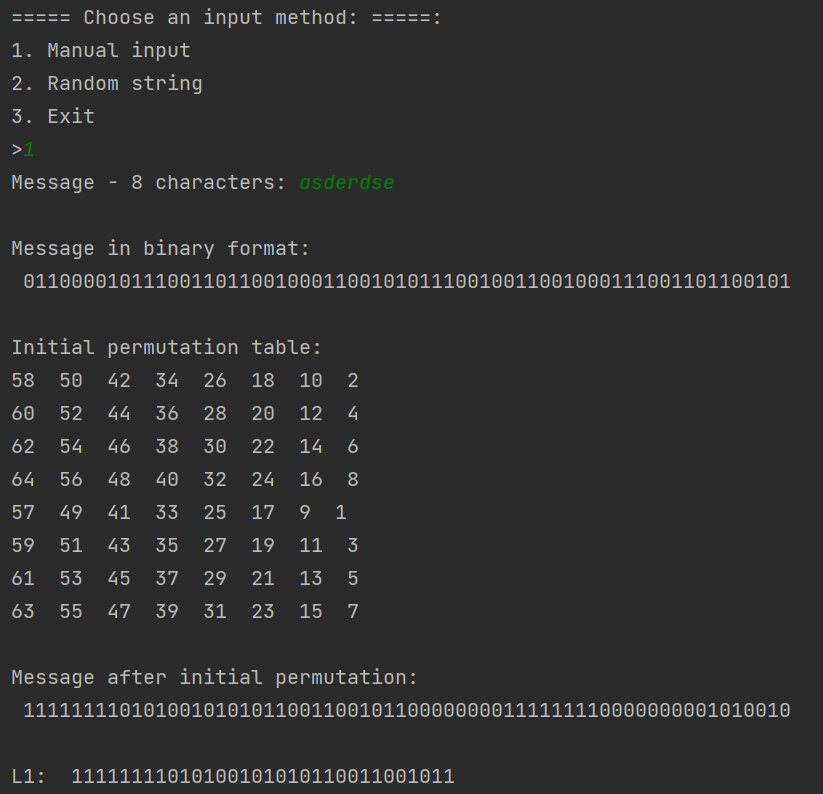 ===== Choose an input method: =====:
1. Manual input
2. Random string
3. Exit
>1
Message - 8 characters: asderdse
Message in binary format:
0110000101110011011001000110010101110010011001000111001101100101
Initial permutation table:
58 50 42 34 26 18 10 2
60 52 44 36 28 20 12 4
62 54 46 38 30 22 14 6
64 56 48 40 32 24 16 8
57 49 41 33 25 17 9 1
59 51 43 35 27 19 11 3
61 53 45 37 29 21 13 5
63 55 47 39 31 23 15 7
Message after initial permutation:
1111111101010010101011001100101100000000111111110000000001010010
L1: 11111111010100101010110011001011